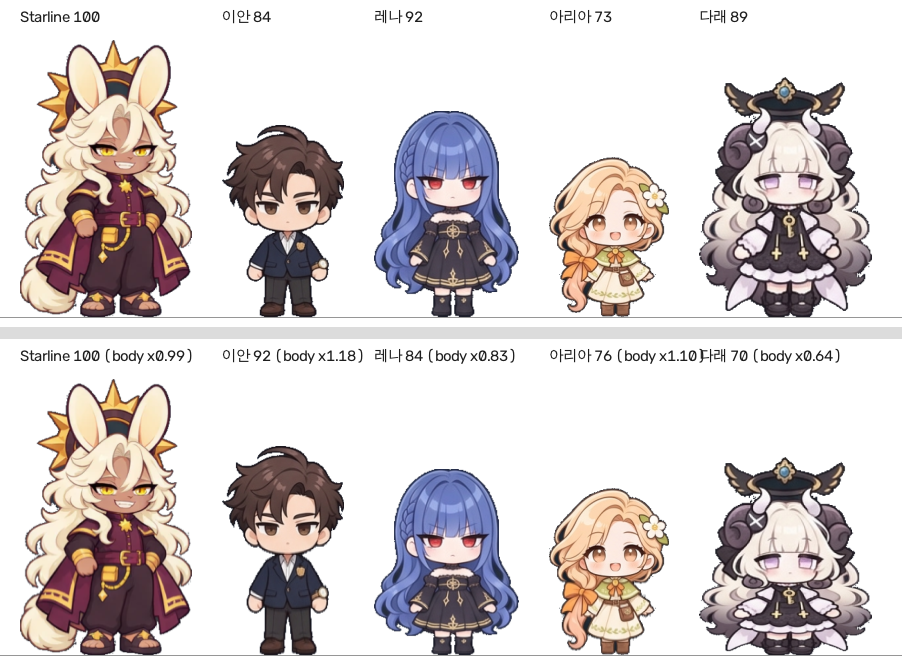 Starline 100
이안 84
레나 92
아리아 73
다래 89
Starline 100 (body x0.99)
이안 92 (body x1.18)
레나 84 (body x0.83)
아리아 76 (body x1.10)
다래 70 (body x0.64)